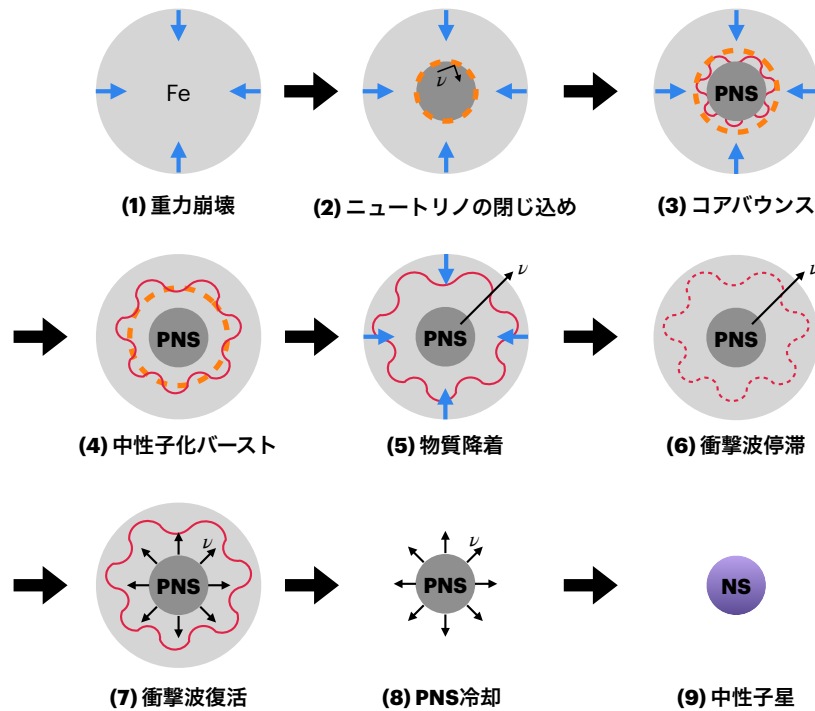 Fe
ν
PNS
(1) 重力崩壊
(2) ニュートリノの閉じ込め
(3) コアバウンス
PNS
PNS
ν
PNS
ν
(4) 中性子化バースト
(5) 物質降着
(6) 衝撃波停滞
PNS
ν
PNS
ν
NS
(7) 衝撃波復活
(8) PNS冷却
(9) 中性子星